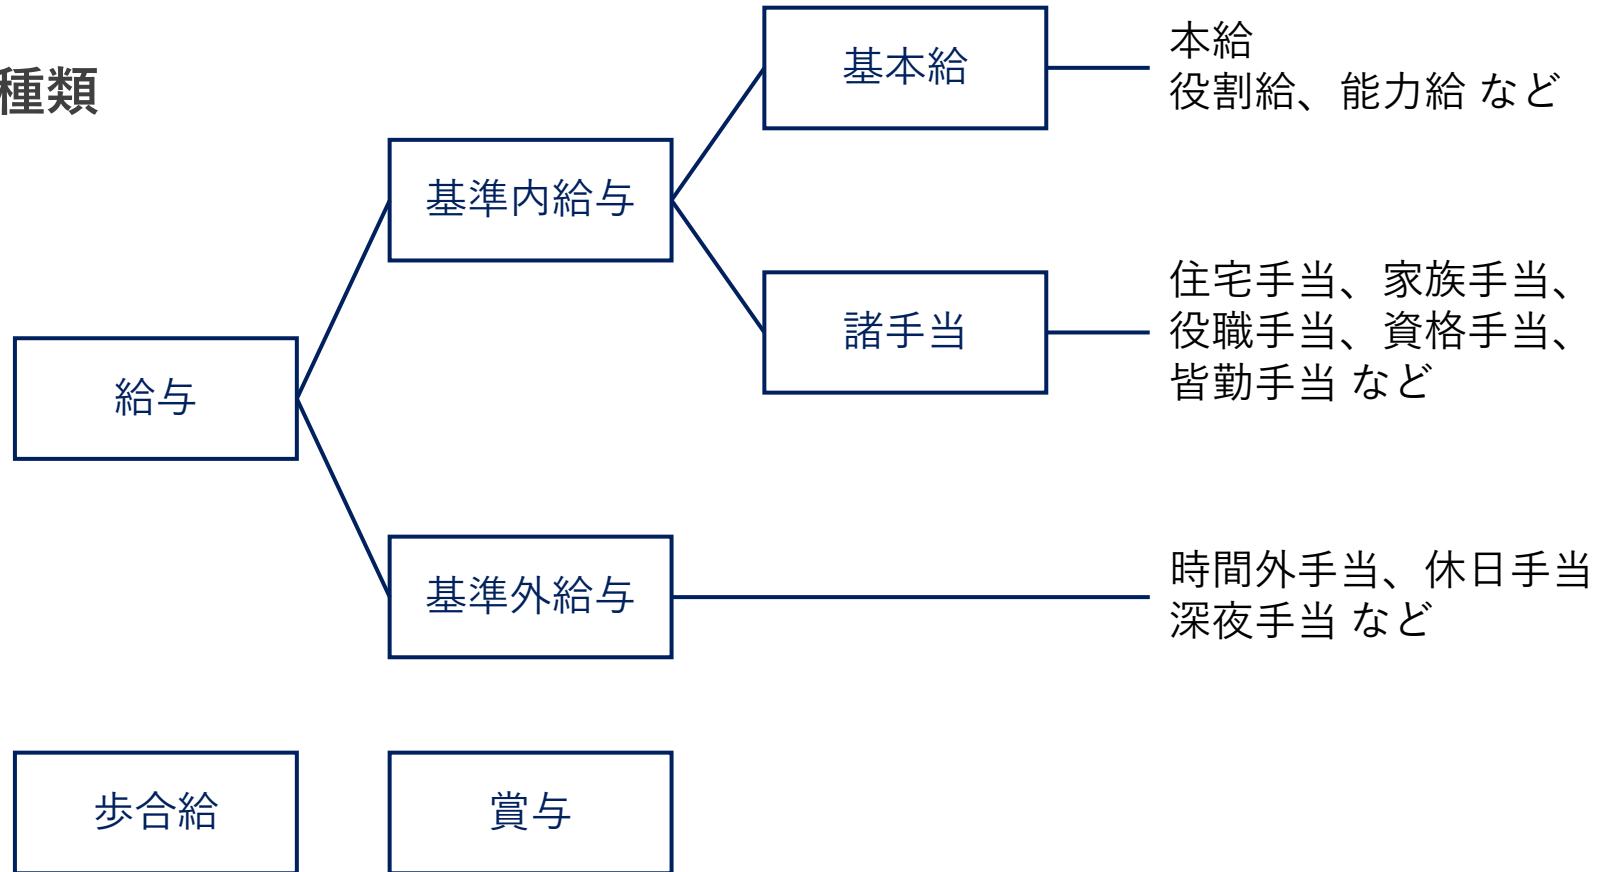 種類
基本給
本給
役割給、能力給 など
基準内給与
諸手当
住宅手当、家族手当、
役職手当、資格手当、
皆勤手当 など
給与
基準外給与
時間外手当、休日手当
深夜手当 など
歩合給
賞与